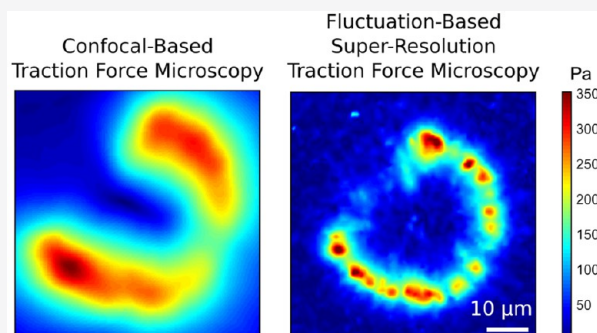 Confocal-Based
Traction Force Microscopy
Fluctuation-Based
Super-Resolution
Traction Force Microscopy
Pa
350
300
250
200
150
100
50
10 µm